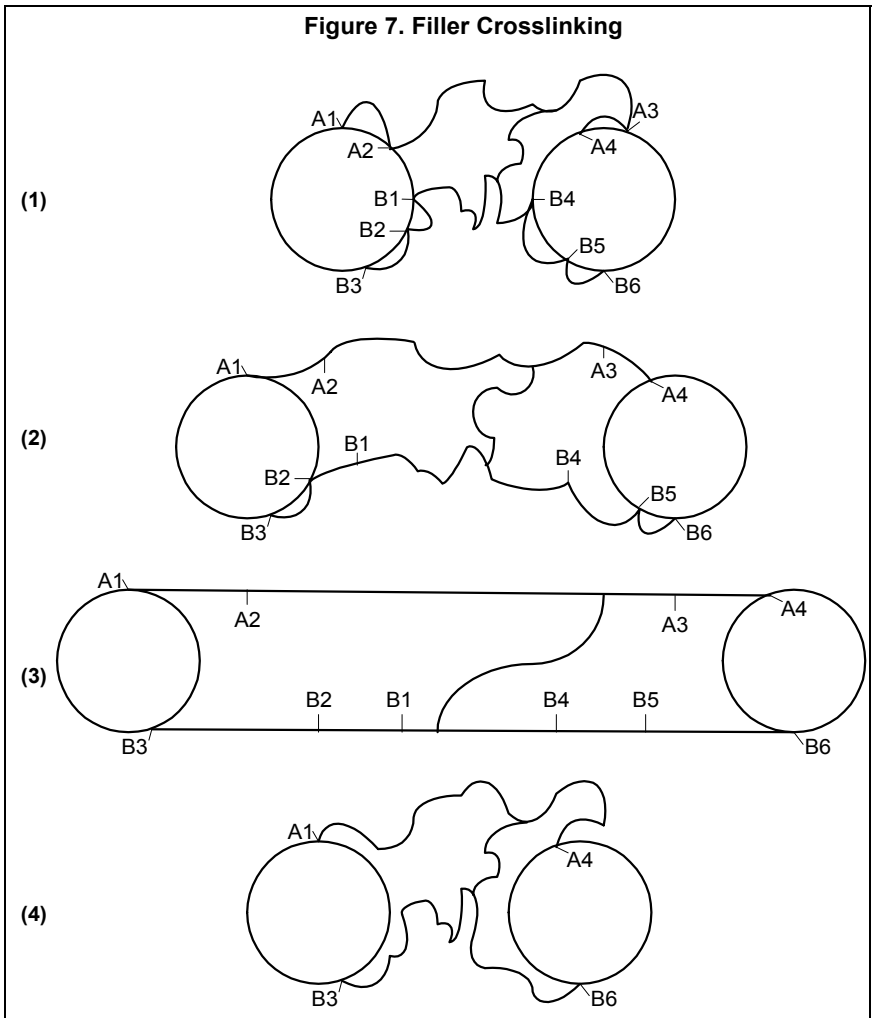 Figure 7. Filler Crosslinking
(1)
A1
A2
A3
A4
B1
B2
B3
B4
B5
B6
(2)
A1
A2
A3
A4
B1
B2
B3
B4
B5
B6
(3)
A1
A2
A3
A4
B2
B1
B4
B5
B3
B6
(4)
A1
A4
B3
B6